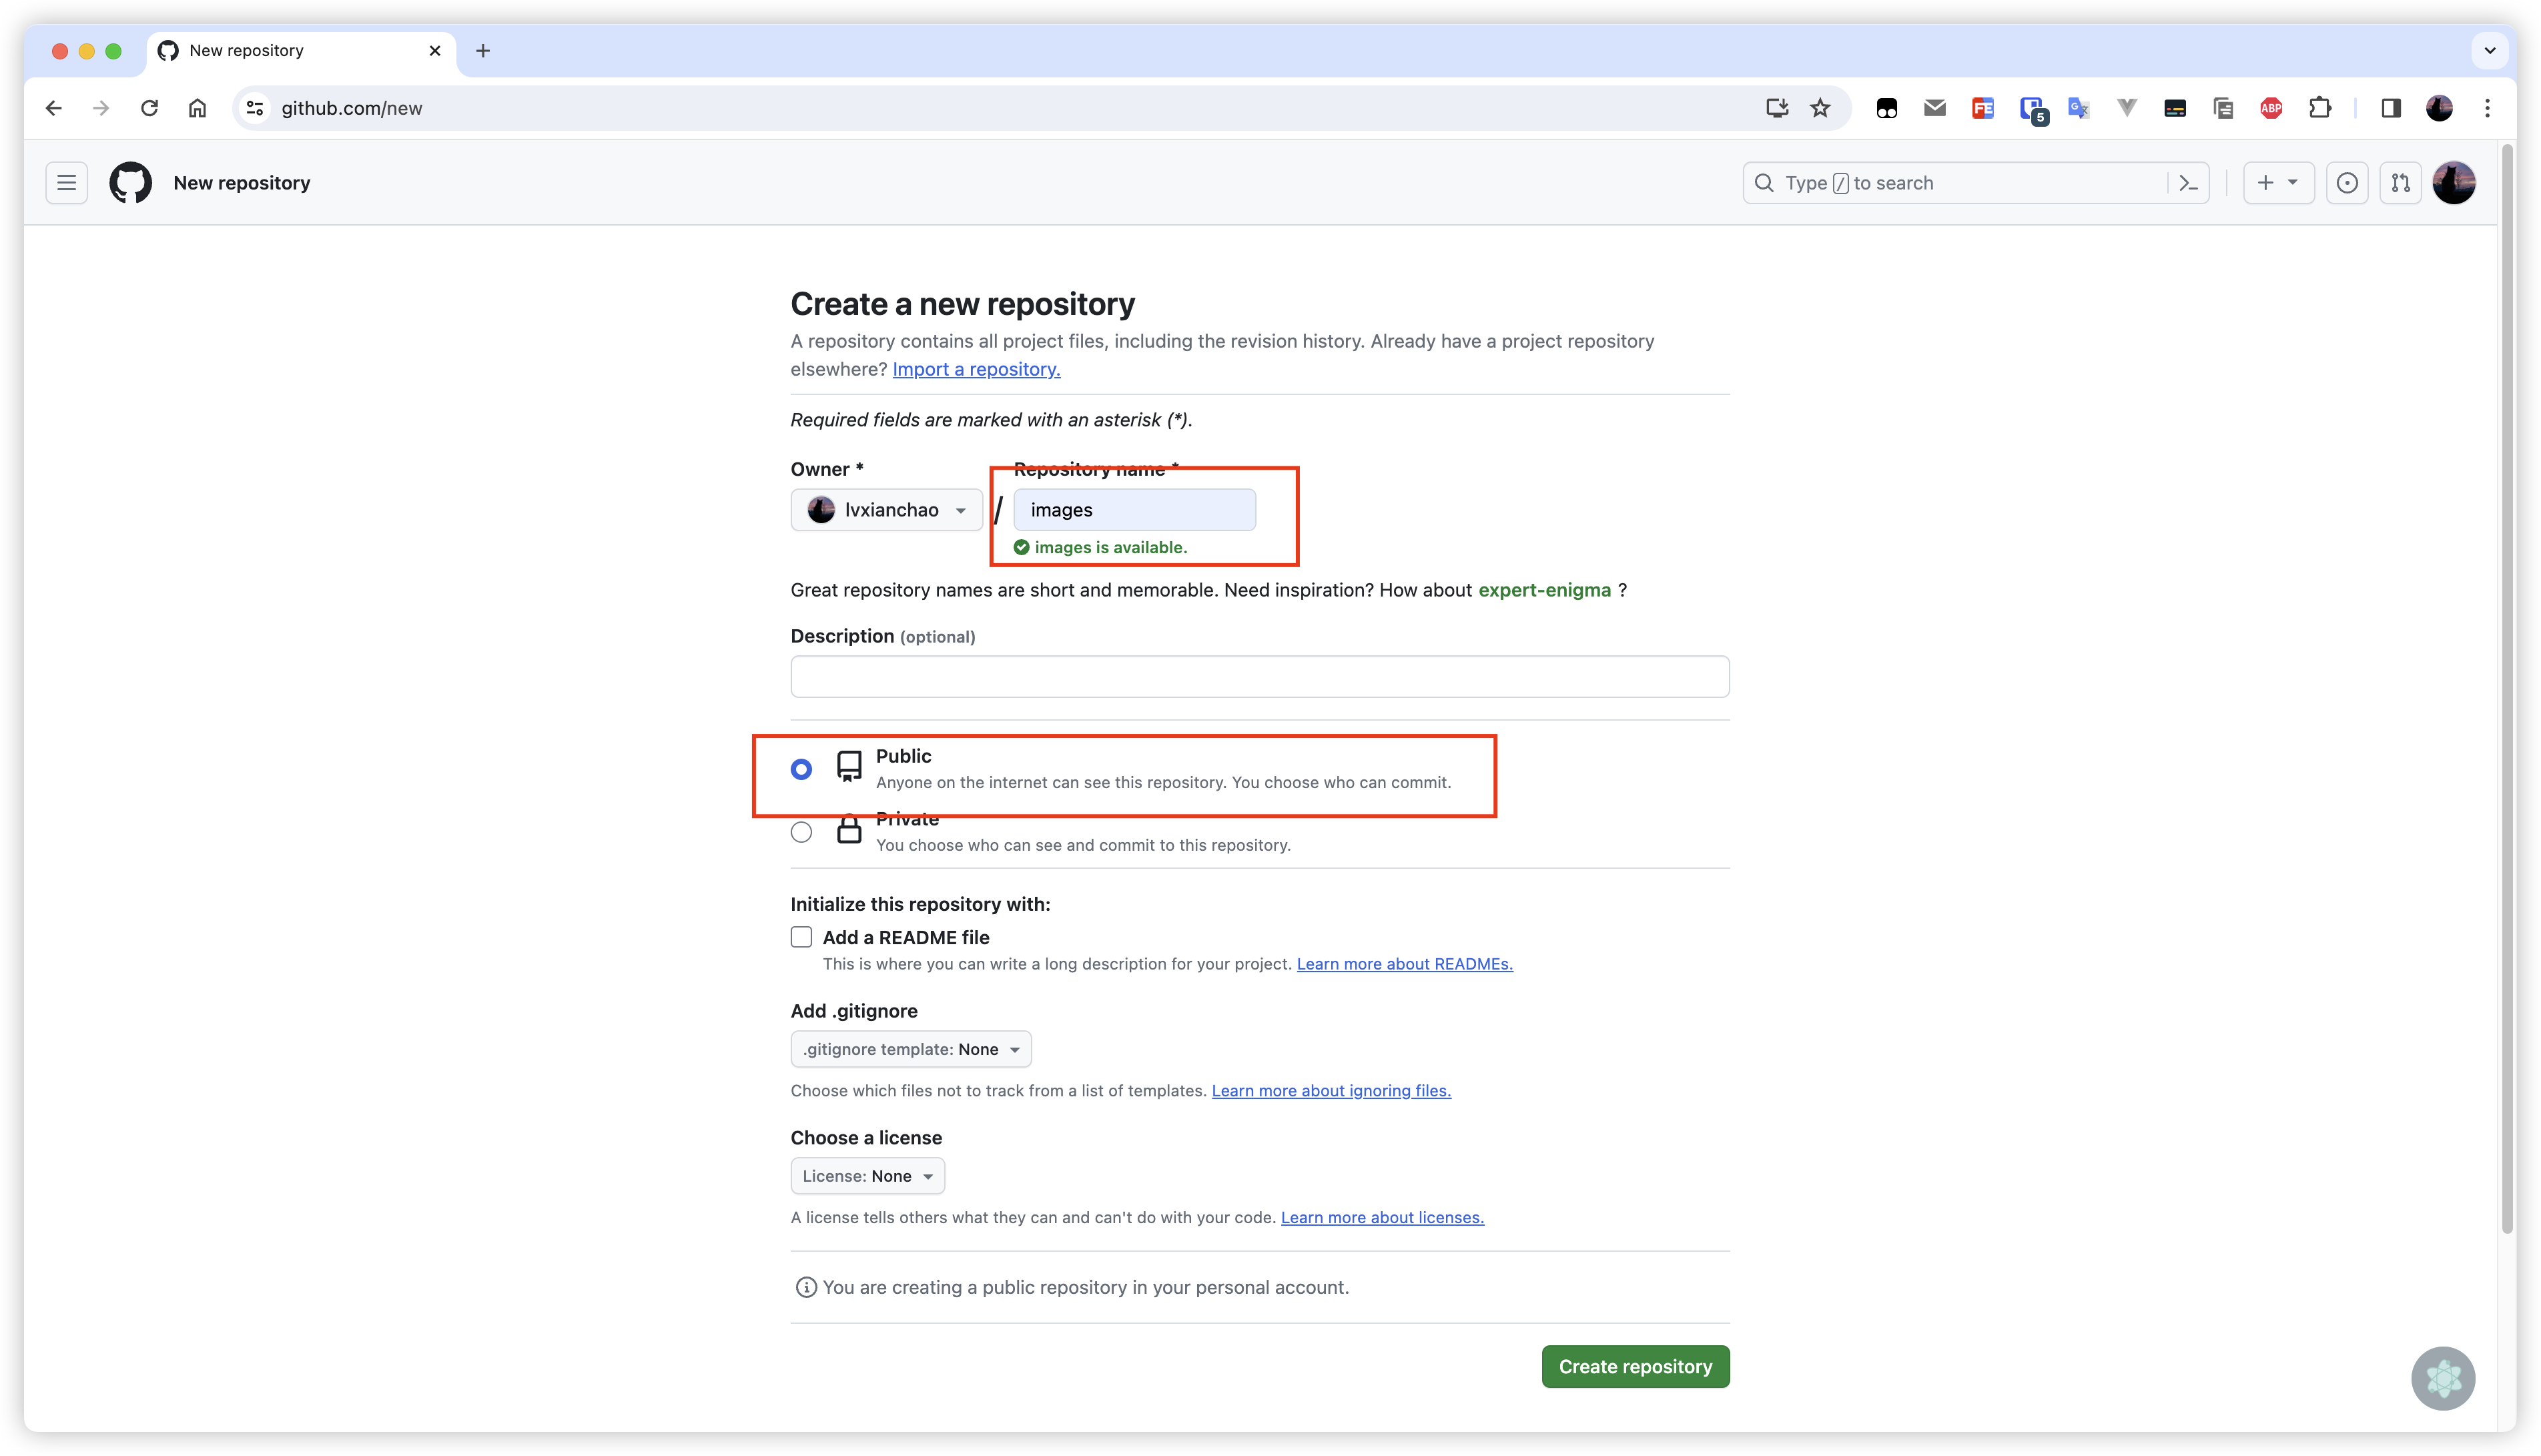 New repository
github.com/new
5
FE
G
ABP
New repository
Type / to search
Create a new repository
A repository contains all project files, including the revision history. Already have a project repository
elsewhere? Import a repository.
Required fields are marked with an asterisk (*).
Owner *
Repository name *
lvxianchao
/
images
images is available.
Great repository names are short and memorable. Need inspiration? How about expert-enigma ?
Description (optional)
Public
Anyone on the internet can see this repository. You choose who can commit.
Private
You choose who can see and commit to this repository.
Initialize this repository with:
Add a README file
This is where you can write a long description for your project. Learn more about READMEs.
Add .gitignore
.gitignore template: None
Choose which files not to track from a list of templates. Learn more about ignoring files.
Choose a license
License: None
A license tells others what they can and can't do with your code. Learn more about licenses.
You are creating a public repository in your personal account.
Create repository